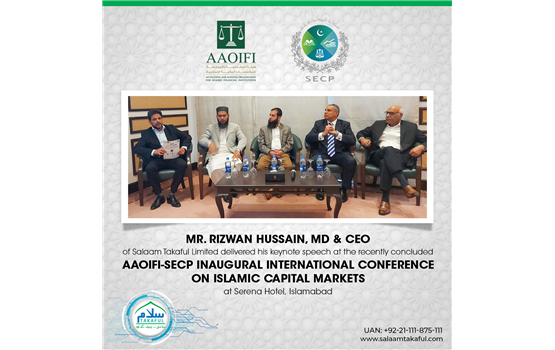 AAOIFI
SECP
MR. RIZWAN HUSSAIN, MD & CEO
of Salaam Takaful Limited delivered his keynote speech at the recently concluded
AAOIFI-SECP INAUGURAL INTERNATIONAL CONFERENCE
ON ISLAMIC CAPITAL MARKETS
at Serena Hotel, Islamabad
سلام
TAKAFUL
UAN: +92-21-111-875-111
www.salaamtakaful.com